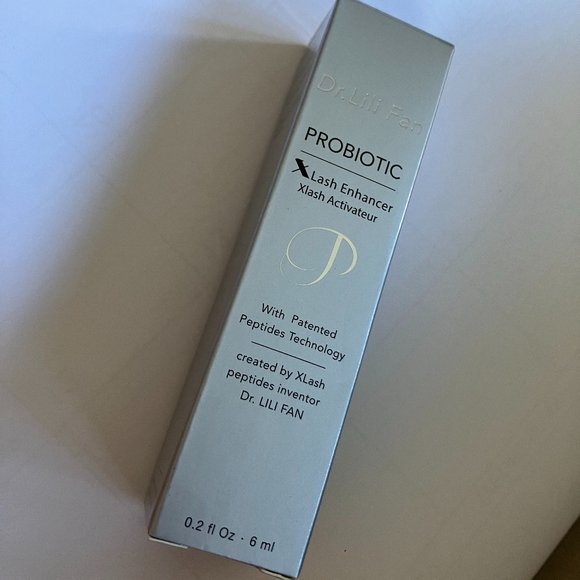 Dr.Lili Fan
PROBIOTIC
XLash Enhancer
Xlash Activateur
P
With Patented
Peptides Technology
created by XLash
peptides inventor
Dr. LILI FAN
0.2 fl Oz · 6 ml